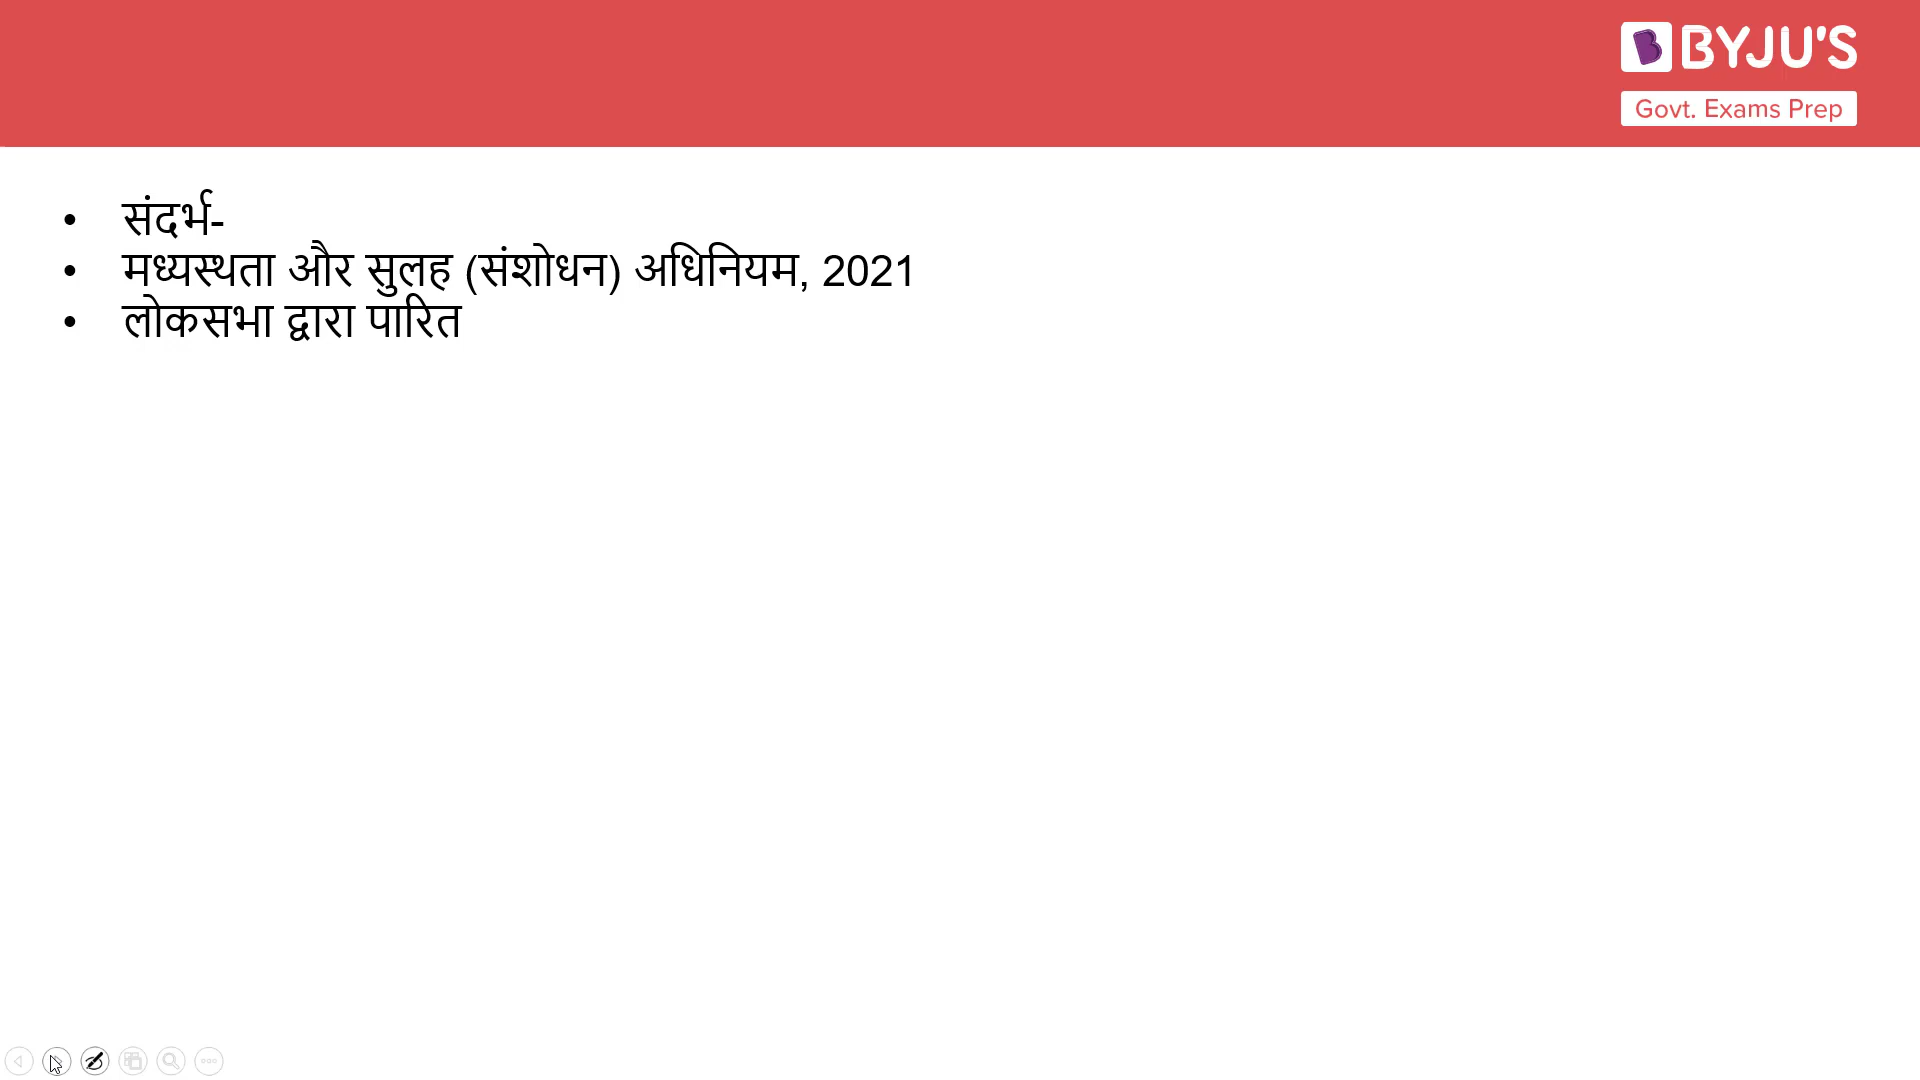 BYJU'S
Govt. Exams Prep
• संदर्भ-
• मध्यस्थता और सुलह (संशोधन) अधिनियम, 2021
• लोकसभा द्वारा पारित